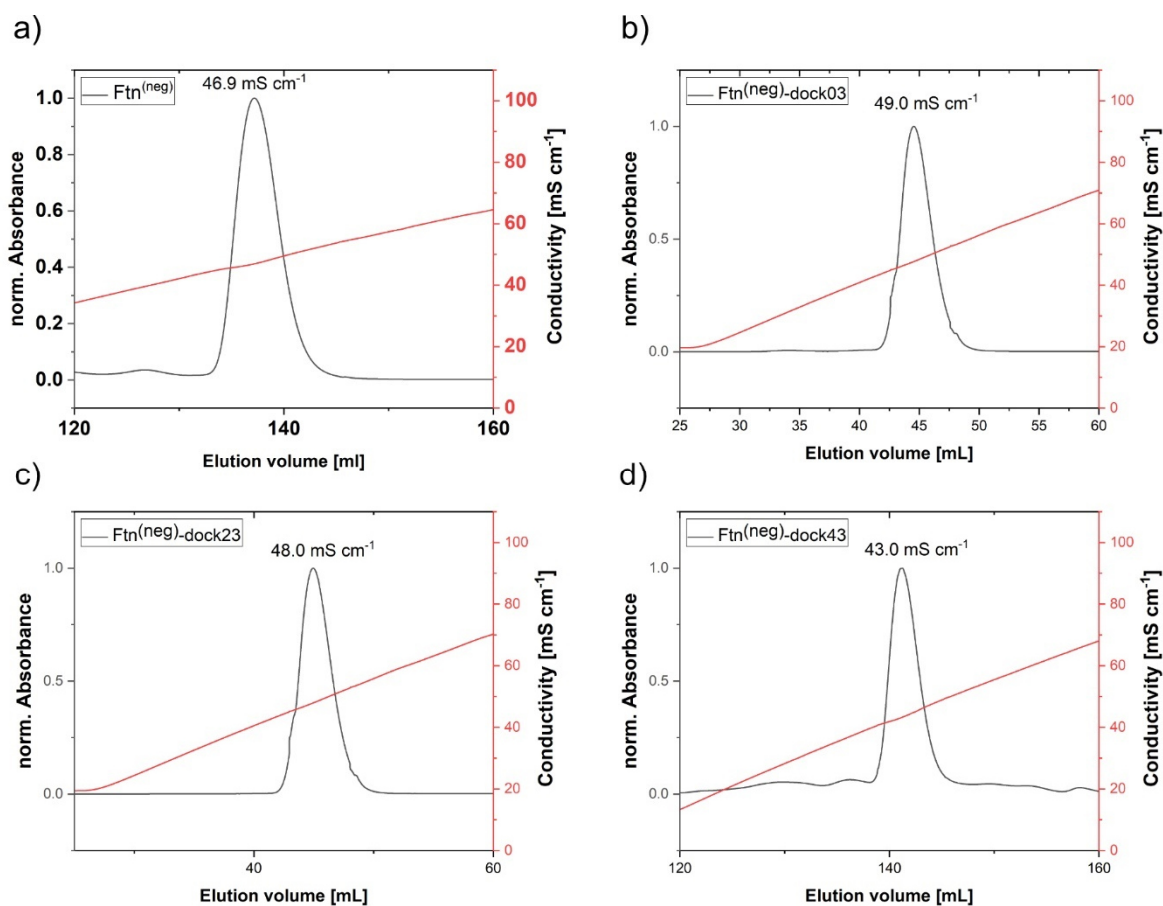 a)
Ftn(neg)
46.9 mS cm-1
1.0
0.8
0.6
0.4
0.2
0.0
norm. Absorbance
100
80
60
40
20
0
Conductivity [mS cm-1]
120
140
160
Elution volume [ml]
b)
Ftn(neg)-dock03
49.0 mS cm-1
1.0
0.5
0.0
norm. Absorbance
100
80
60
40
20
0
Conductivity [mS cm-1]
25
30
35
40
45
50
55
60
Elution volume [mL]
c)
Ftn(neg)-dock23
48.0 mS cm-1
1.0
0.5
0.0
norm. Absorbance
100
80
60
40
20
0
Conductivity [mS cm-1]
40
60
Elution volume [mL]
d)
Ftn(neg)-dock43
43.0 mS cm-1
1.0
0.5
0.0
norm. Absorbance
100
80
60
40
20
0
Conductivity [mS cm-1]
120
140
160
Elution volume [mL]